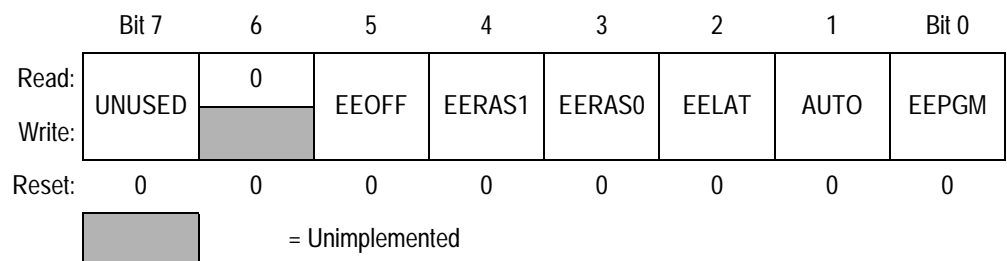 Bit 7 6 5 4 3 2 1 Bit 0
Read: 0
UNUSED EEOFF EERAS1 EERAS0 EELAT AUTO EEPGM
Write:
Reset: 0 0 0 0 0 0 0 0
= Unimplemented